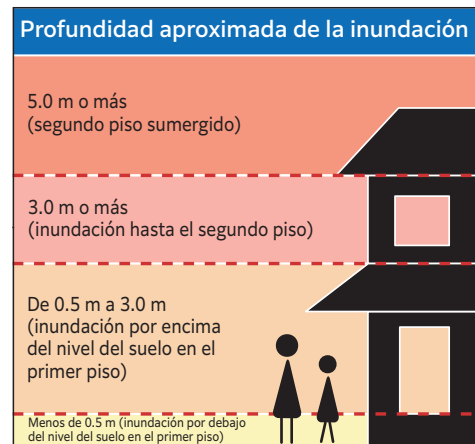 Profundidad aproximada de la inundación
5.0 m o más
(segundo piso sumergido)
3.0 m o más
(inundación hasta el segundo piso)
De 0.5 m a 3.0 m
(inundación por encima
del nivel del suelo en el
primer piso)
Menos de 0.5 m (inundación por debajo
del nivel del suelo en el primer piso)